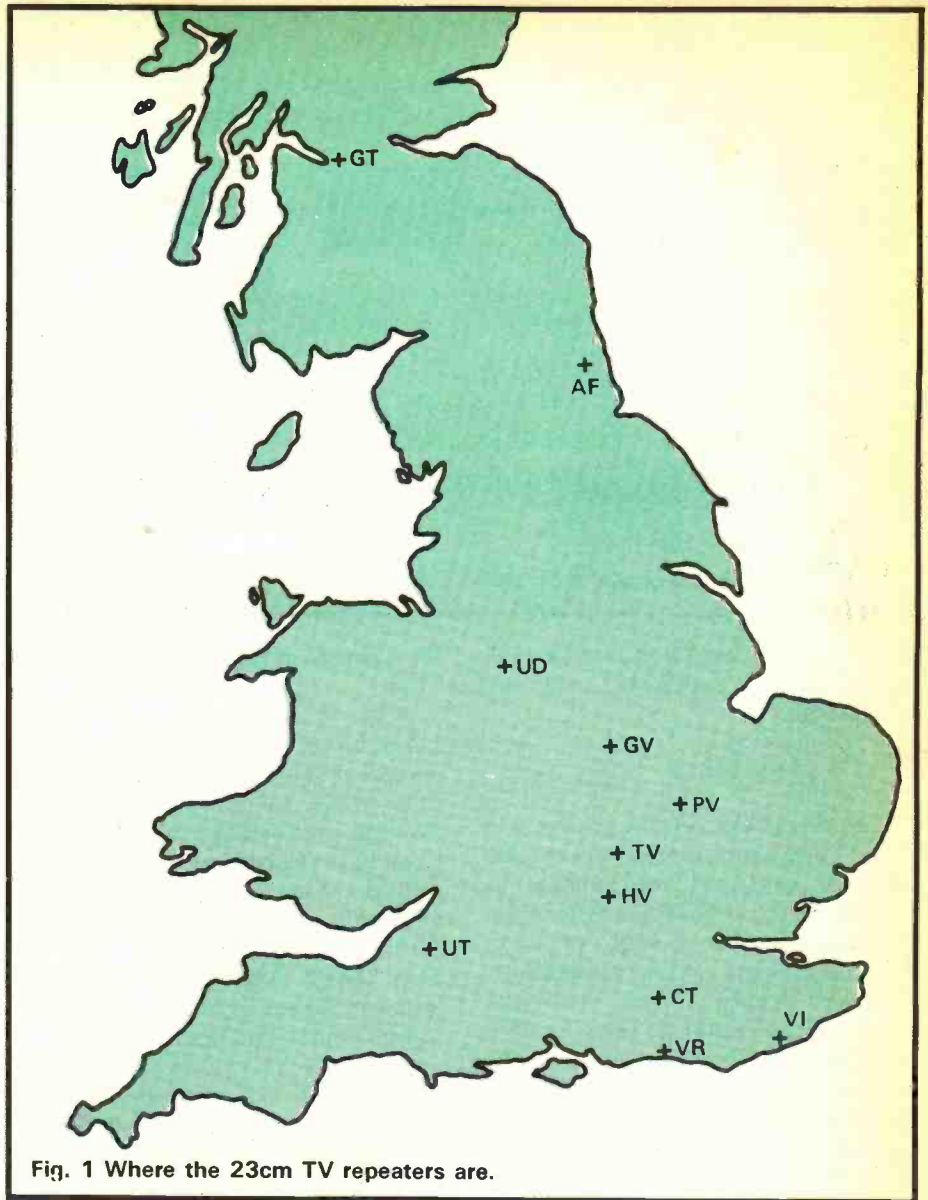 GT
AF
UD
GV
PV
TV
HV
UT
CT
VI
VR
Fig. 1 Where the 23cm TV repeaters are.